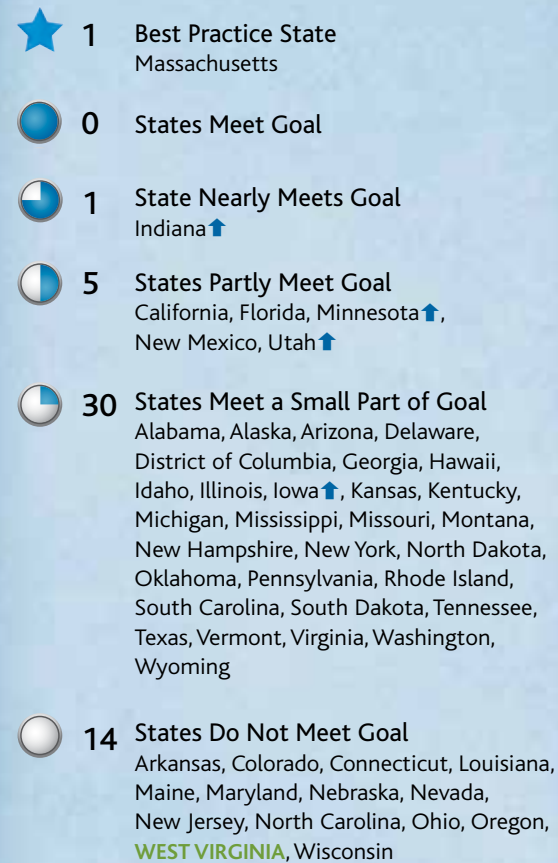 1 Best Practice State
Massachusetts
0 States Meet Goal
1 State Nearly Meets Goal
Indiana⬆
5 States Partly Meet Goal
California, Florida, Minnesota⬆,
New Mexico, Utah⬆
30 States Meet a Small Part of Goal
Alabama, Alaska, Arizona, Delaware,
District of Columbia, Georgia, Hawaii,
Idaho, Illinois, Iowa⬆, Kansas, Kentucky,
Michigan, Mississippi, Missouri, Montana,
New Hampshire, New York, North Dakota,
Oklahoma, Pennsylvania, Rhode Island,
South Carolina, South Dakota, Tennessee,
Texas, Vermont, Virginia, Washington,
Wyoming
14 States Do Not Meet Goal
Arkansas, Colorado, Connecticut, Louisiana,
Maine, Maryland, Nebraska, Nevada,
New Jersey, North Carolina, Ohio, Oregon,
WEST VIRGINIA, Wisconsin